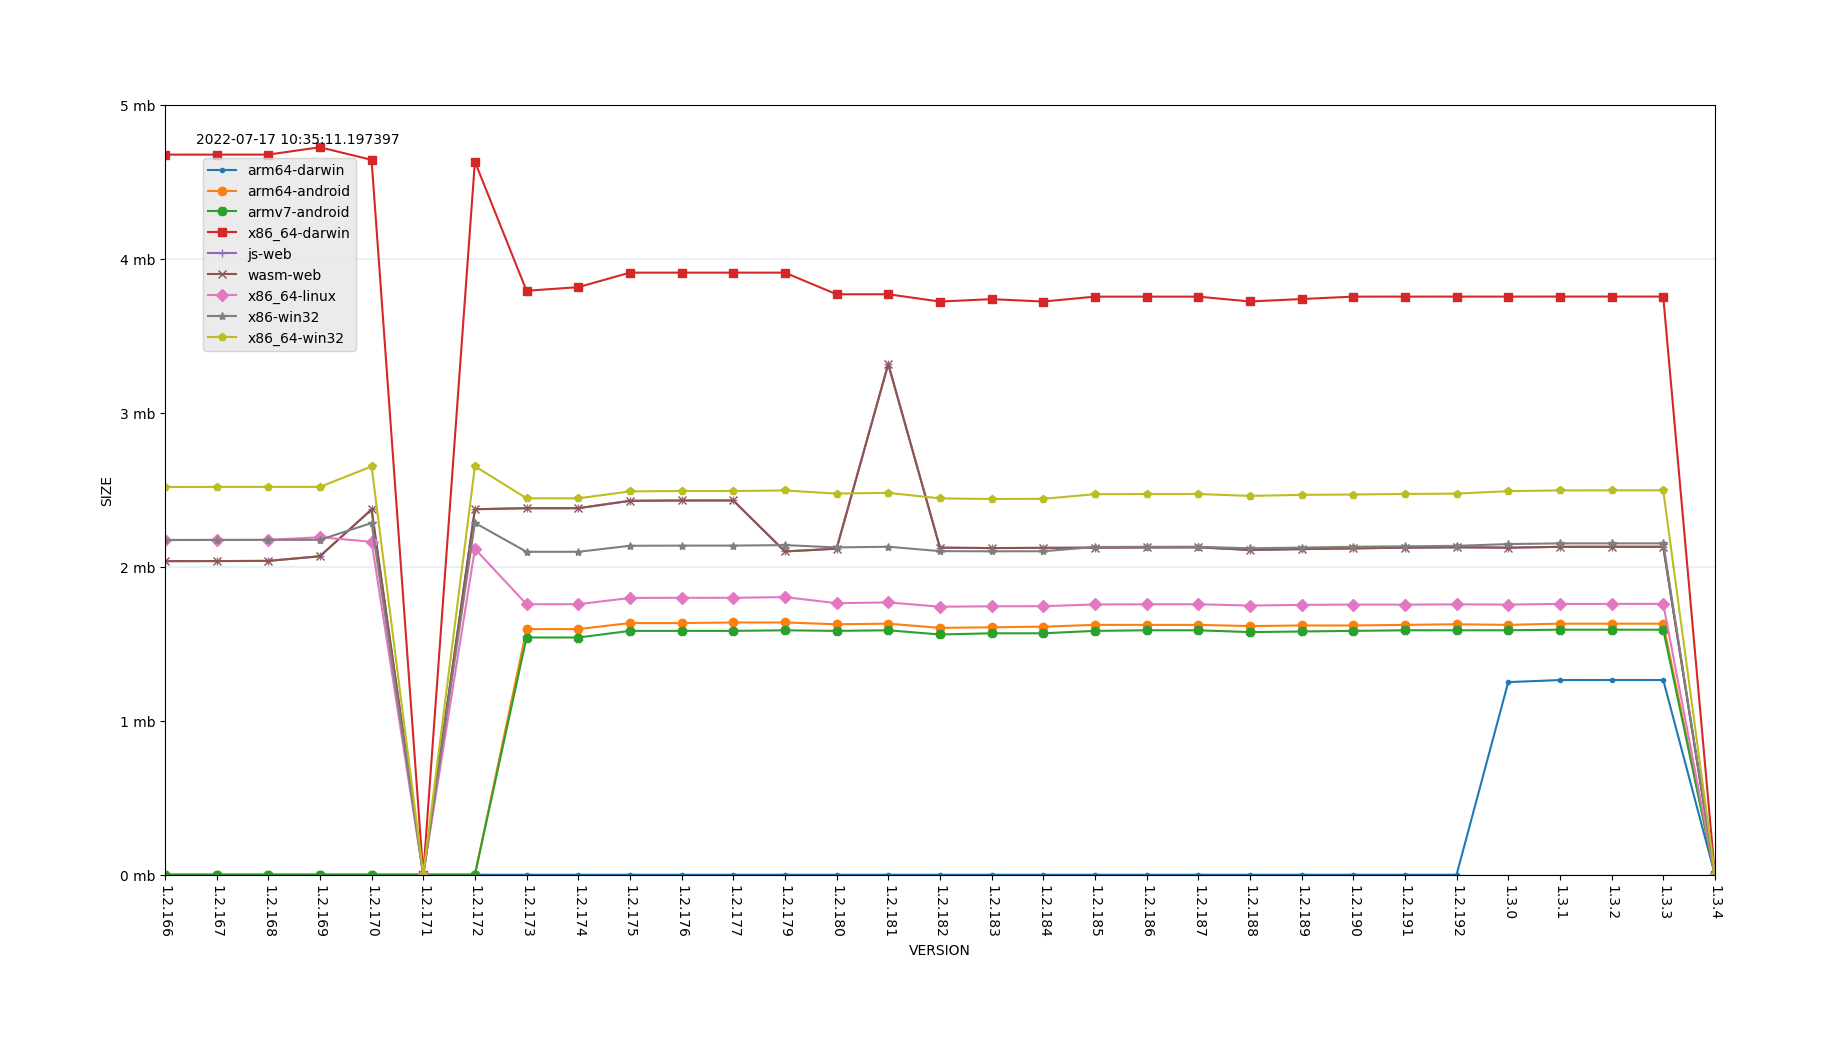 5 mb
2022-07-17 10:35:11.197397
arm64-darwin
arm64-android
armv7-android
x86_64-darwin
js-web
wasm-web
x86_64-linux
x86-win32
x86_64-win32
4 mb
3 mb
SIZE
2 mb
1 mb
0 mb
1.2.166
1.2.167
1.2.168
1.2.169
1.2.170
1.2.171
1.2.172
1.2.173
1.2.174
1.2.175
1.2.176
1.2.177
1.2.179
1.2.180
1.2.181
1.2.182
1.2.183
1.2.184
1.2.185
1.2.186
1.2.187
1.2.188
1.2.189
1.2.190
1.2.191
1.2.192
1.3.0
1.3.1
1.3.2
1.3.3
1.3.4
VERSION